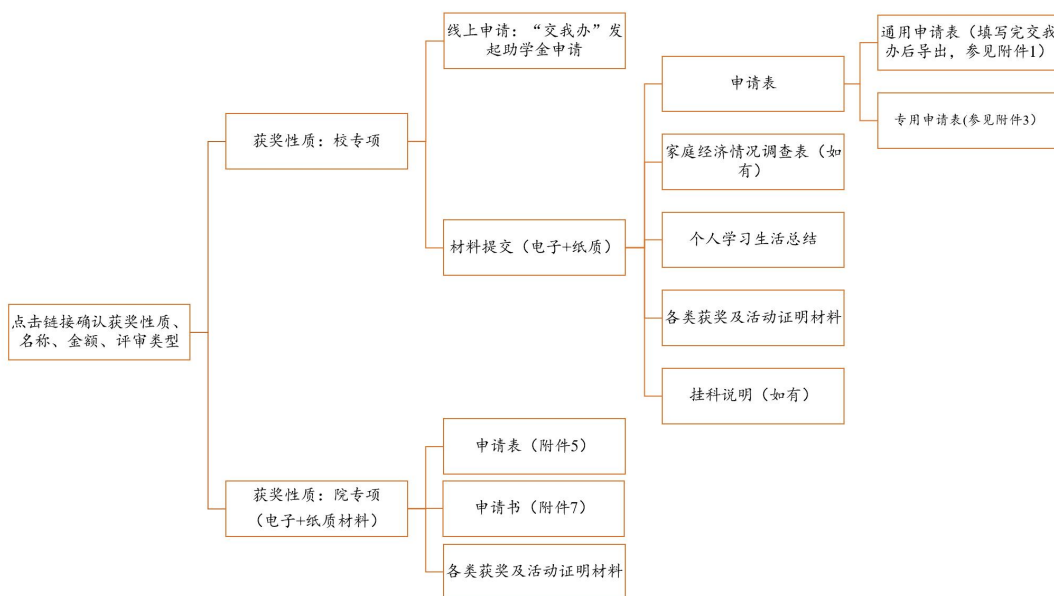 点击链接确认获奖性质、
名称、金额、评审类型
获奖性质：校专项
线上申请：“交我办”发
起助学金申请
材料提交（电子+纸质）
申请表
通用申请表（填写完交我
办后导出，参见附件1）
专用申请表(参见附件3)
家庭经济情况调查表（如
有）
个人学习生活总结
各类获奖及活动证明材料
挂科说明（如有）
获奖性质：院专项
（电子+纸质材料）
申请表（附件5）
申请书（附件7）
各类获奖及活动证明材料